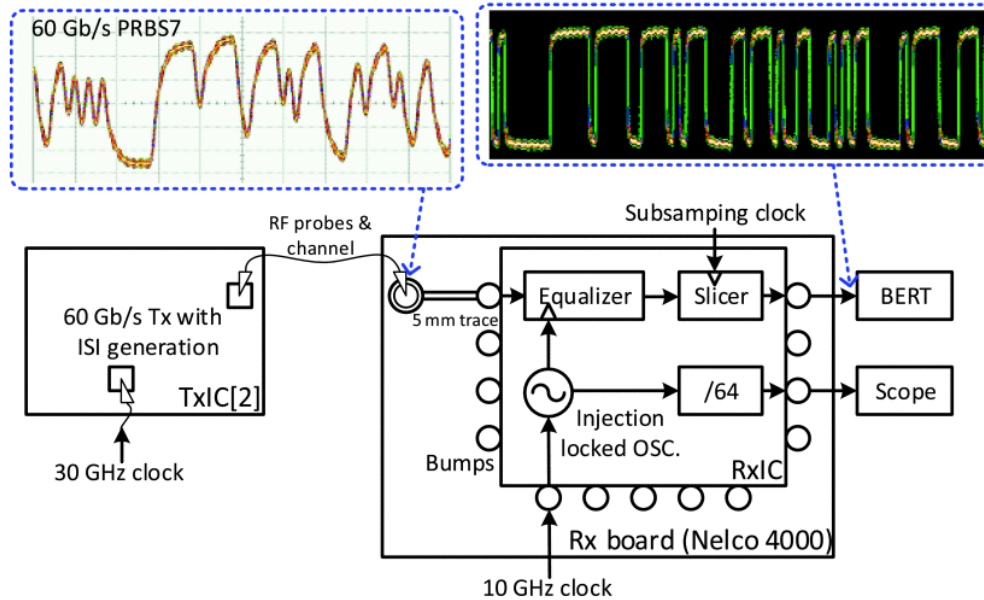 60 Gb/s PRBS7
RF probes &
channel
Subsamping clock
60 Gb/s Tx with
ISI generation
TxIC[2]
30 GHz clock
5 mm trace
Equalizer
Slicer
BERT
/64
Scope
Injection
locked OSC.
Bumps
RxIC
Rx board (Nelco 4000)
10 GHz clock